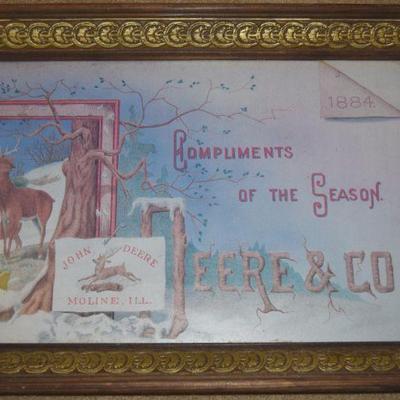 1884.
COMPLIMENTS
OF THE SEASON.
DEERE & CO
JOHN DEERE
MOLINE, ILL.